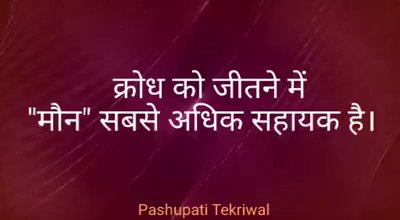 क्रोध को जीतने में
"मौन" सबसे अधिक सहायक है।
Pashupati Tekriwal